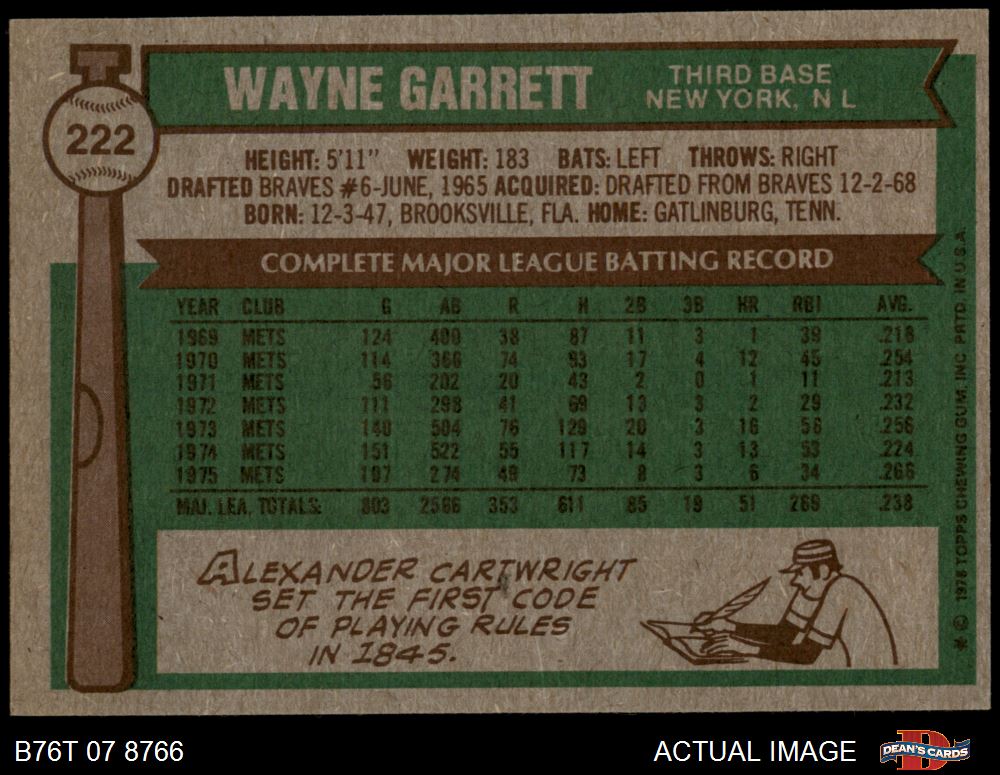 WAYNE GARRETT
THIRD BASE
NEW YORK, N L
222
HEIGHT: 5'11" WEIGHT: 183 BATS: LEFT THROWS: RIGHT
DRAFTED BRAVES #6-JUNE, 1965 ACQUIRED: DRAFTED FROM BRAVES 12-2-68
BORN: 12-3-47, BROOKSVILLE, FLA. HOME: GATLINBURG, TENN.
COMPLETE MAJOR LEAGUE BATTING RECORD
YEAR CLUB G AB R H 2B 3B HR RBI AVG.
1969 METS 124 400 38 87 11 3 1 39 .218
1970 METS 114 366 74 93 17 4 12 45 .254
1971 METS 56 202 20 43 2 0 1 11 .213
1972 METS 111 298 41 69 13 3 2 29 .232
1973 METS 140 504 76 129 20 3 16 58 .256
1974 METS 151 522 55 117 14 3 13 53 .224
1975 METS 107 274 49 73 8 3 6 34 .266
MAJ. LEA. TOTALS: 803 2566 353 611 85 19 51 269 .238
ALEXANDER CARTWRIGHT
SET THE FIRST CODE
OF PLAYING RULES
IN 1845.
* © 1976 TOPPS CHEWING GUM, INC. PRTD. IN U.S.A.
B76T 07 8766
ACTUAL IMAGE
DEAN'S CARDS